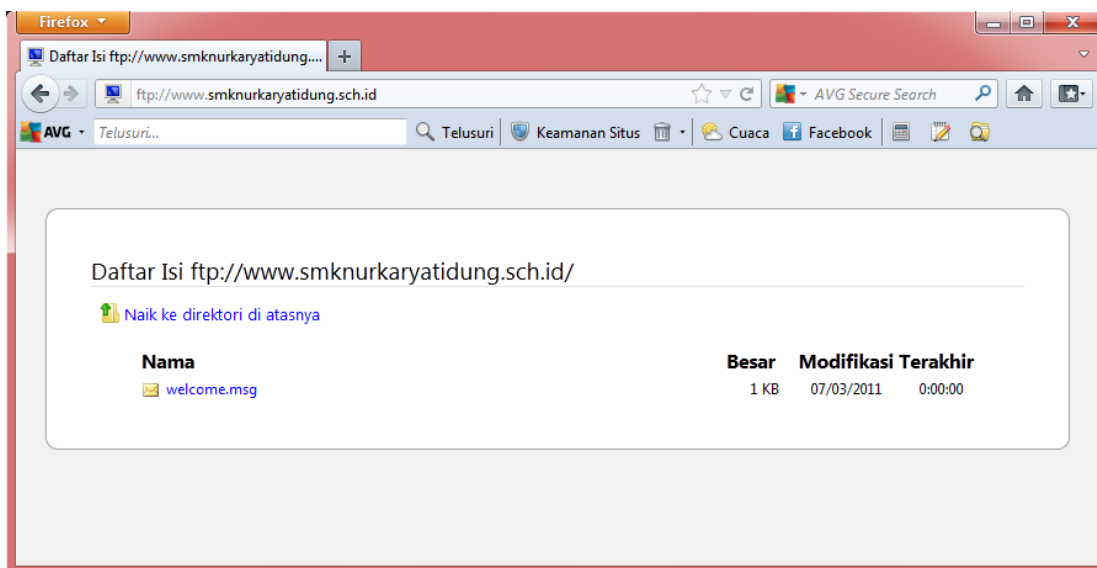 Firefox
Daftar Isi ftp://www.smknurkaryatidung....
ftp://www.smknurkaryatidung.sch.id AVG Secure Search
AVG Telusuri... Telusuri Keamanan Situs Cuaca Facebook
Daftar Isi ftp://www.smknurkaryatidung.sch.id/
Naik ke direktori di atasnya
Nama Besar Modifikasi Terakhir
welcome.msg 1 KB 07/03/2011 0:00:00